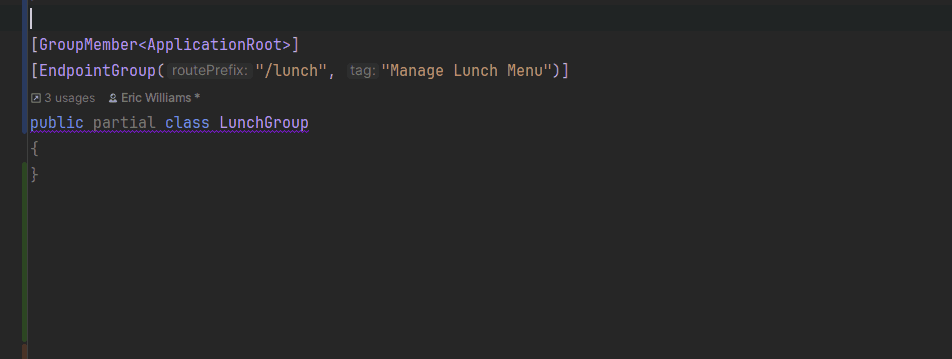 [GroupMember<ApplicationRoot>]
[EndpointGroup(routePrefix:"/lunch", tag:"Manage Lunch Menu")]
3 usages Eric Williams *
public partial class LunchGroup
{
}